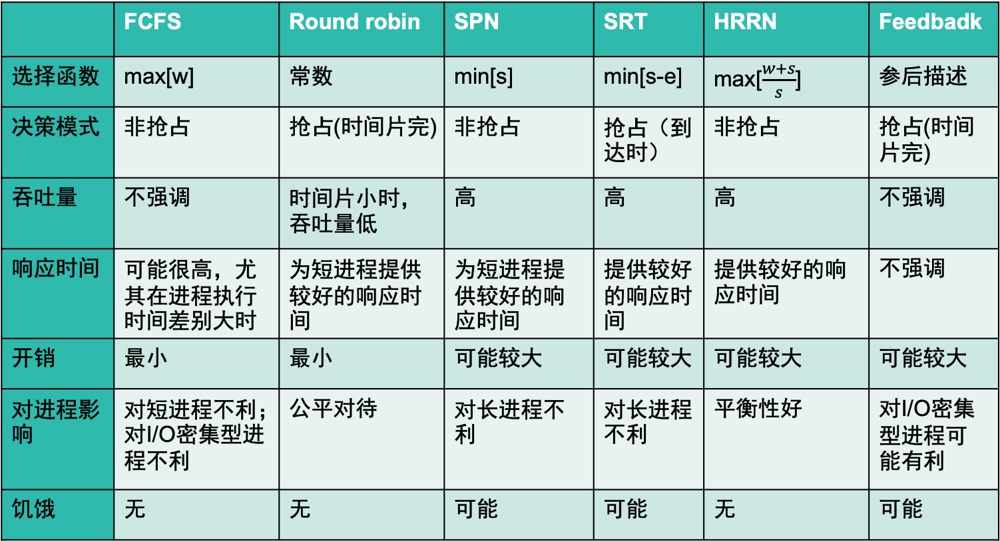 FCFS
Round robin
SPN
SRT
HRRN
Feedbadk
选择函数
max[w]
常数
min[s]
min[s-e]
max[\frac{w+s}{s}]
参后描述
决策模式
非抢占
抢占(时间片完)
非抢占
抢占（到
达时）
非抢占
抢占(时间
片完)
吞吐量
不强调
时间片小时，
吞吐量低
高
高
高
不强调
响应时间
可能很高，尤
其在进程执行
时间差别大时
为短进程提供
较好的响应时
间
为短进程提
供较好的响
应时间
提供较好
的响应时
间
提供较好的响
应时间
不强调
开销
最小
最小
可能较大
可能较大
可能较大
可能较大
对进程影
响
对短进程不利；
对I/O密集型进
程不利
公平对待
对长进程不
利
对长进程
不利
平衡性好
对I/O密集
型进程可
能有利
饥饿
无
无
可能
可能
无
可能